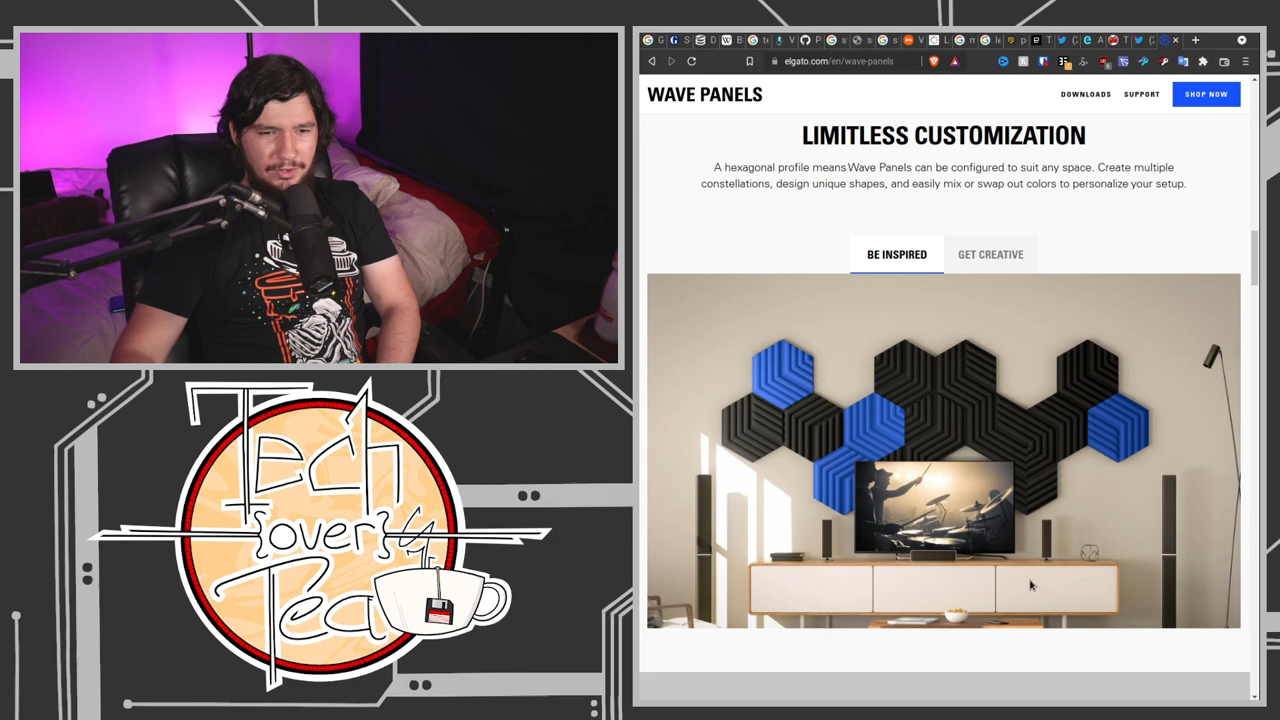 elgato.com/en/wave-panels
WAVE PANELS
DOWNLOADS
SUPPORT
SHOP NOW
LIMITLESS CUSTOMIZATION
A hexagonal profile means Wave Panels can be configured to suit any space. Create multiple
constellations, design unique shapes, and easily mix or swap out colors to personalize your setup.
BE INSPIRED
GET CREATIVE
Tech
{over}
Tea